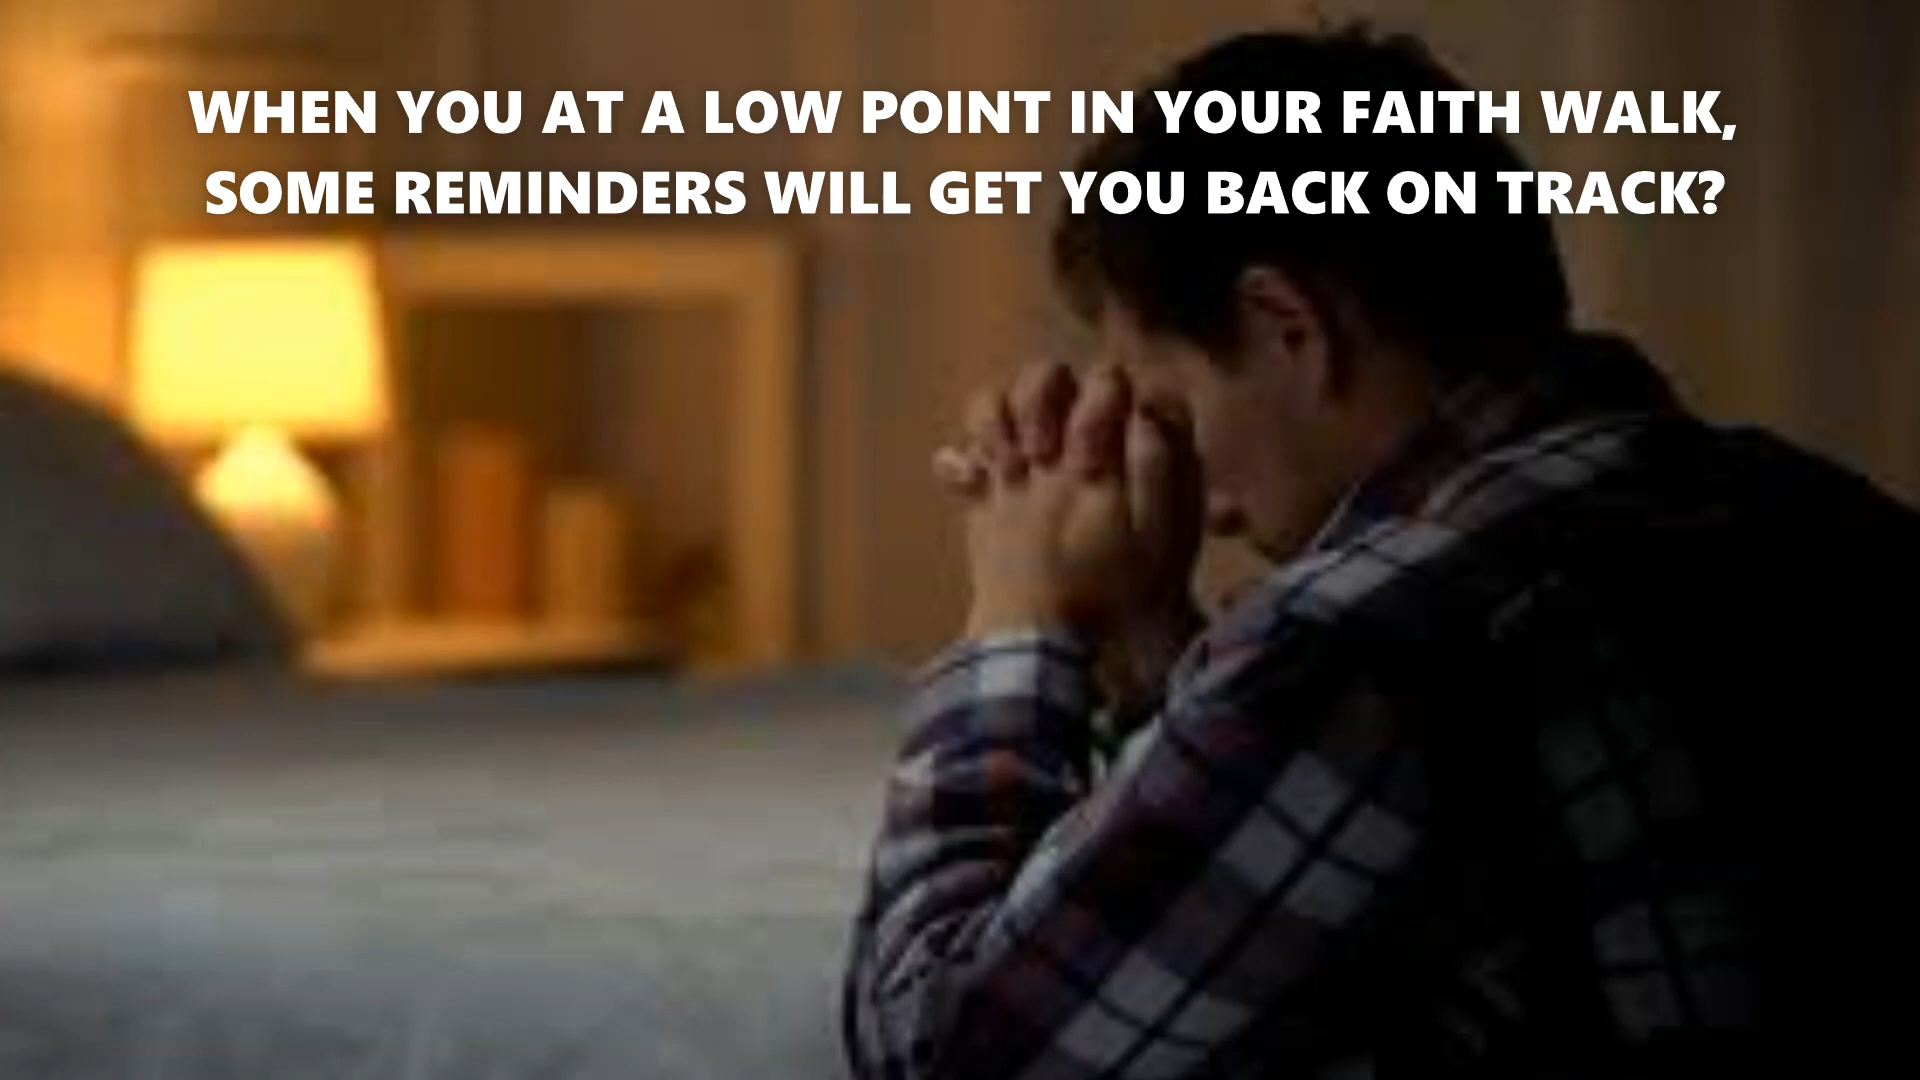 WHEN YOU AT A LOW POINT IN YOUR FAITH WALK,
SOME REMINDERS WILL GET YOU BACK ON TRACK?